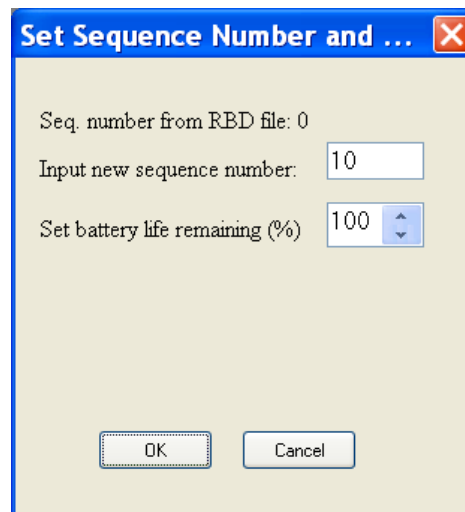 Set Sequence Number and ...
Seq. number from RBD file: 0
Input new sequence number: 10
Set battery life remaining (%) 100
OK Cancel